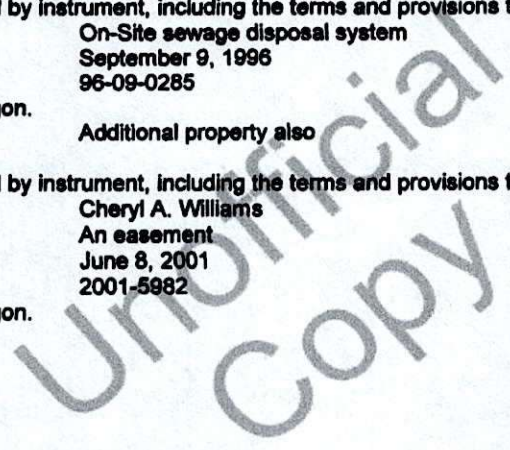 by instrument, including the terms and provisions t
On-Site sewage disposal system
September 9, 1996
96-09-0285
gon.
Additional property also
by instrument, including the terms and provisions t
Cheryl A. Williams
An easement
June 8, 2001
2001-5982
gon.
Unofficial
Copy